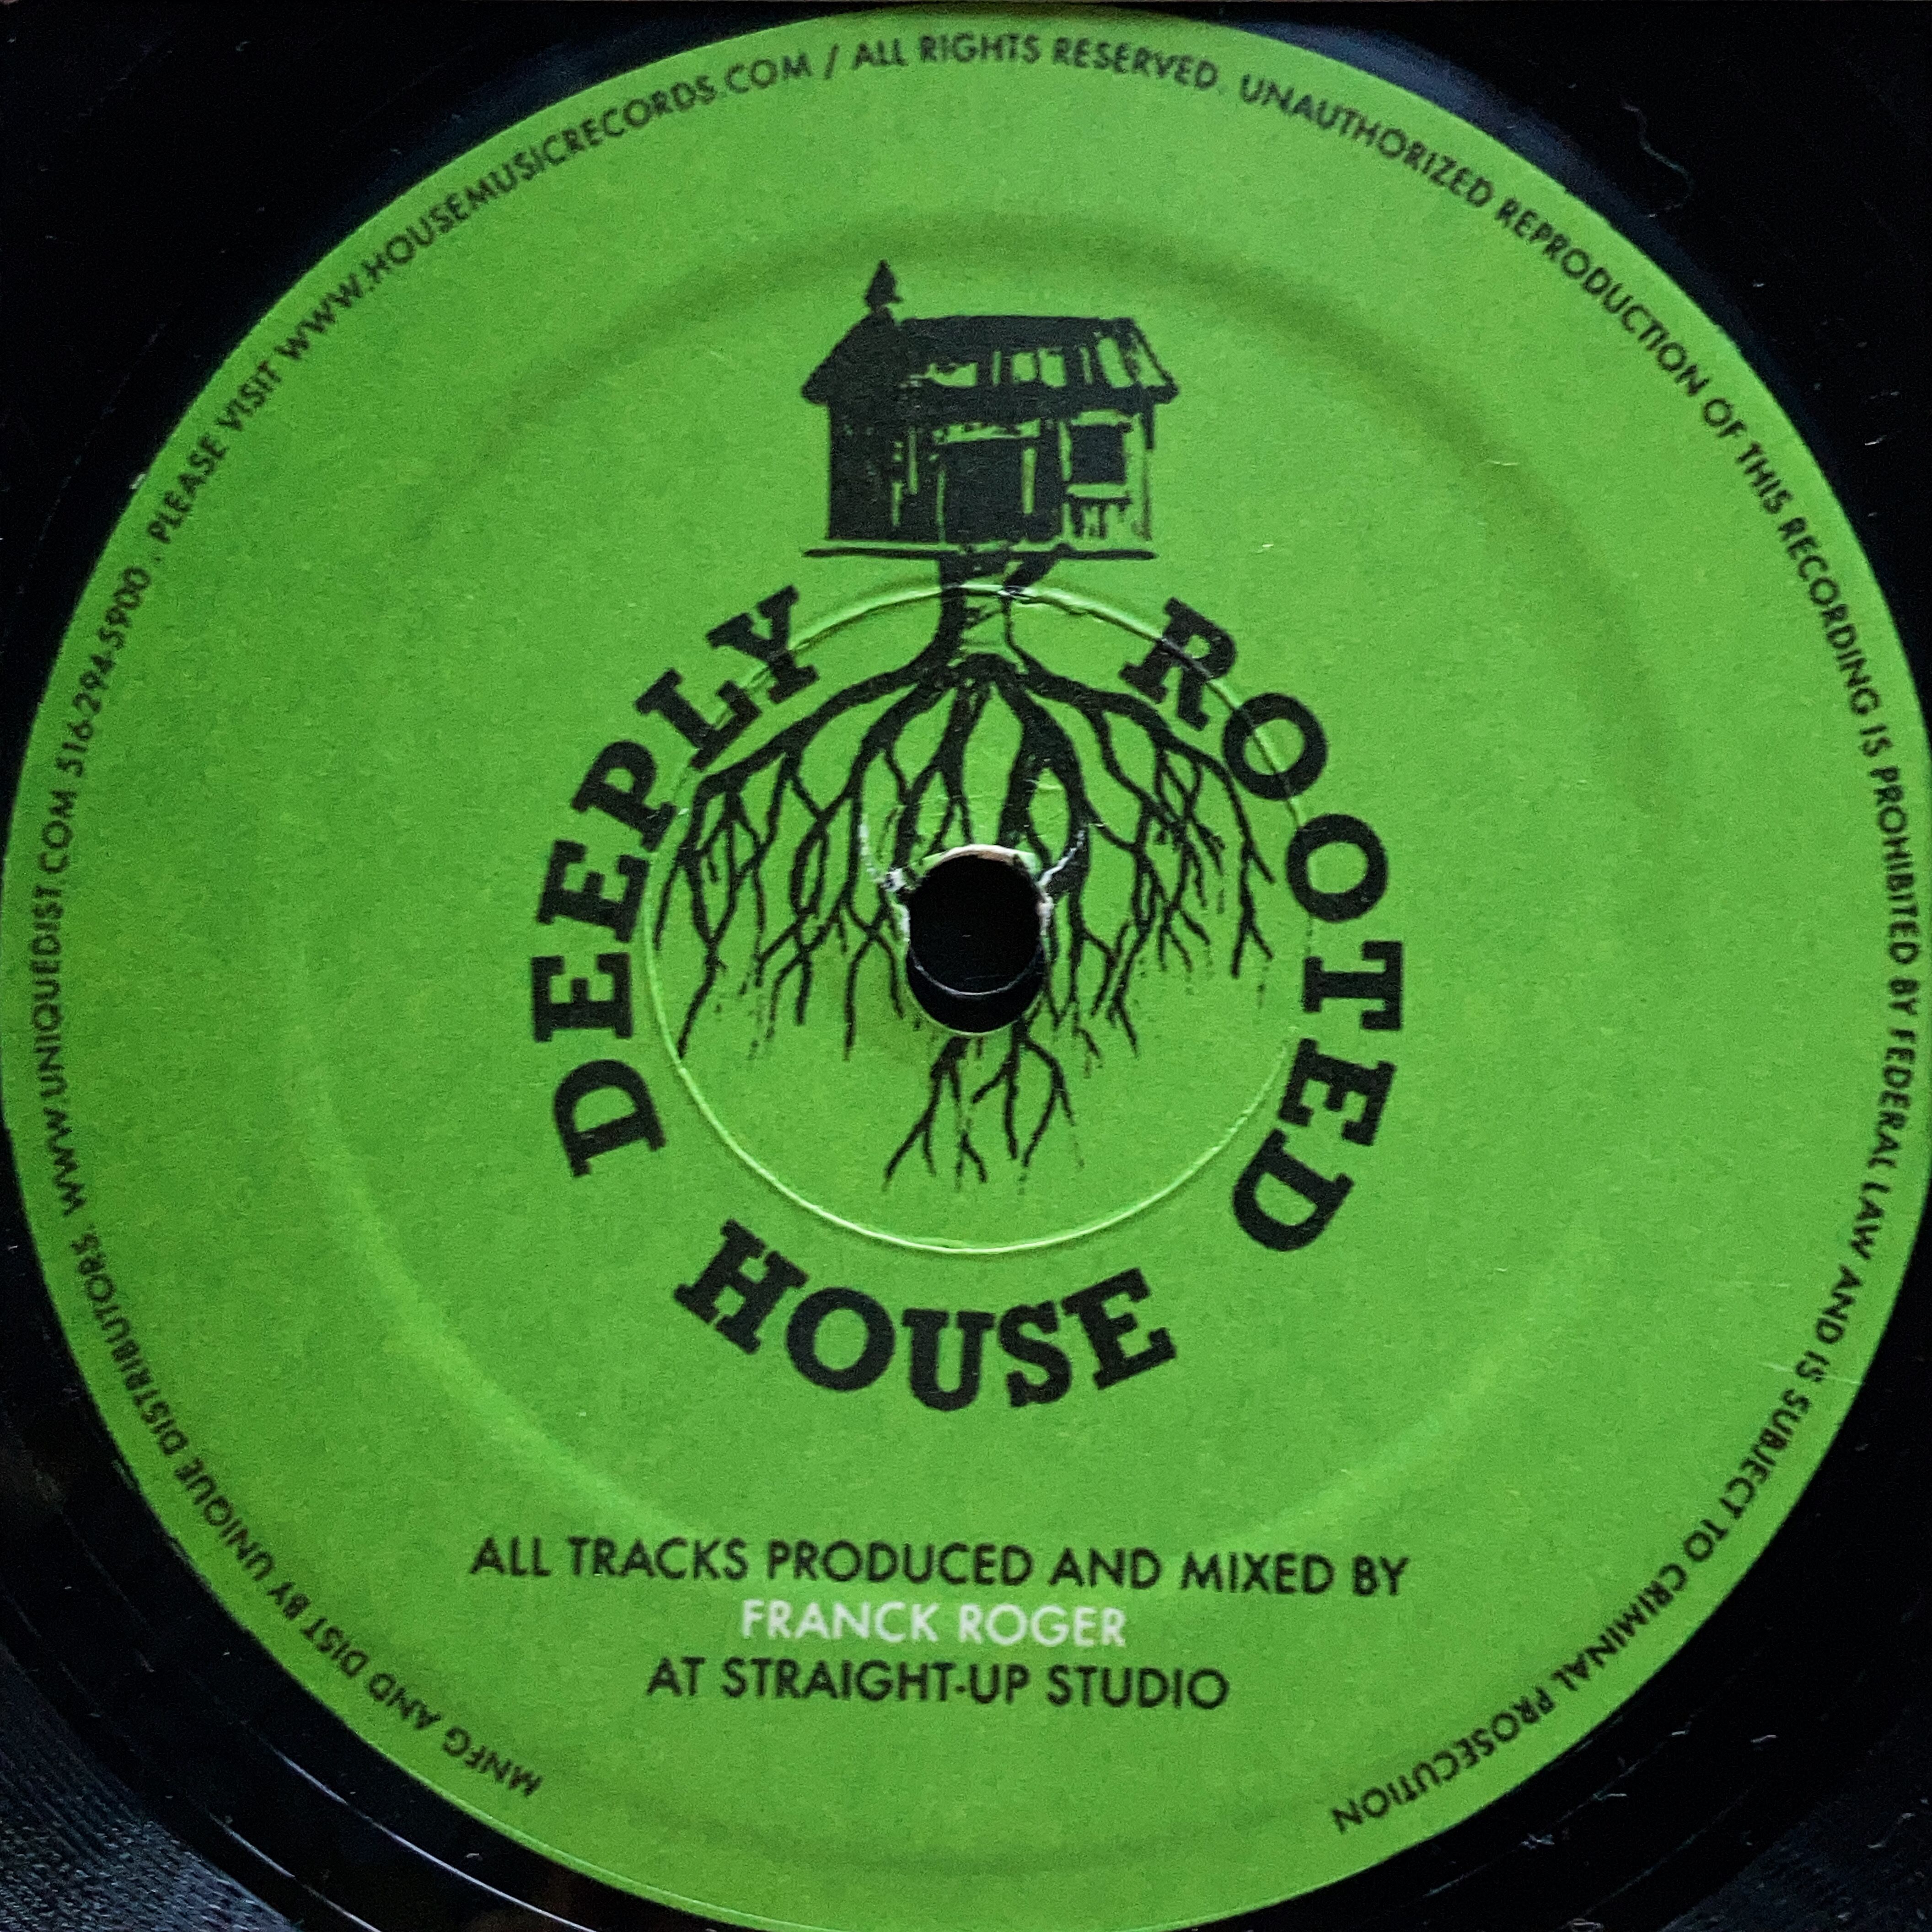 MNFG AND DIST BY UNIQUE DISTRIBUTORS. WWW.UNIQUEDIST.COM 516-294-5900 . PLEASE VISIT WWW.HOUSEMUSICRECORDS.COM / ALL RIGHTS RESERVED. UNAUTHORIZED REPRODUCTION OF THIS RECORDING IS PROHIBITED BY FEDERAL LAW AND IS SUBJECT TO CRIMINAL PROSECUTION
DEEPLY ROOTED
HOUSE
ALL TRACKS PRODUCED AND MIXED BY
FRANCK ROGER
AT STRAIGHT-UP STUDIO